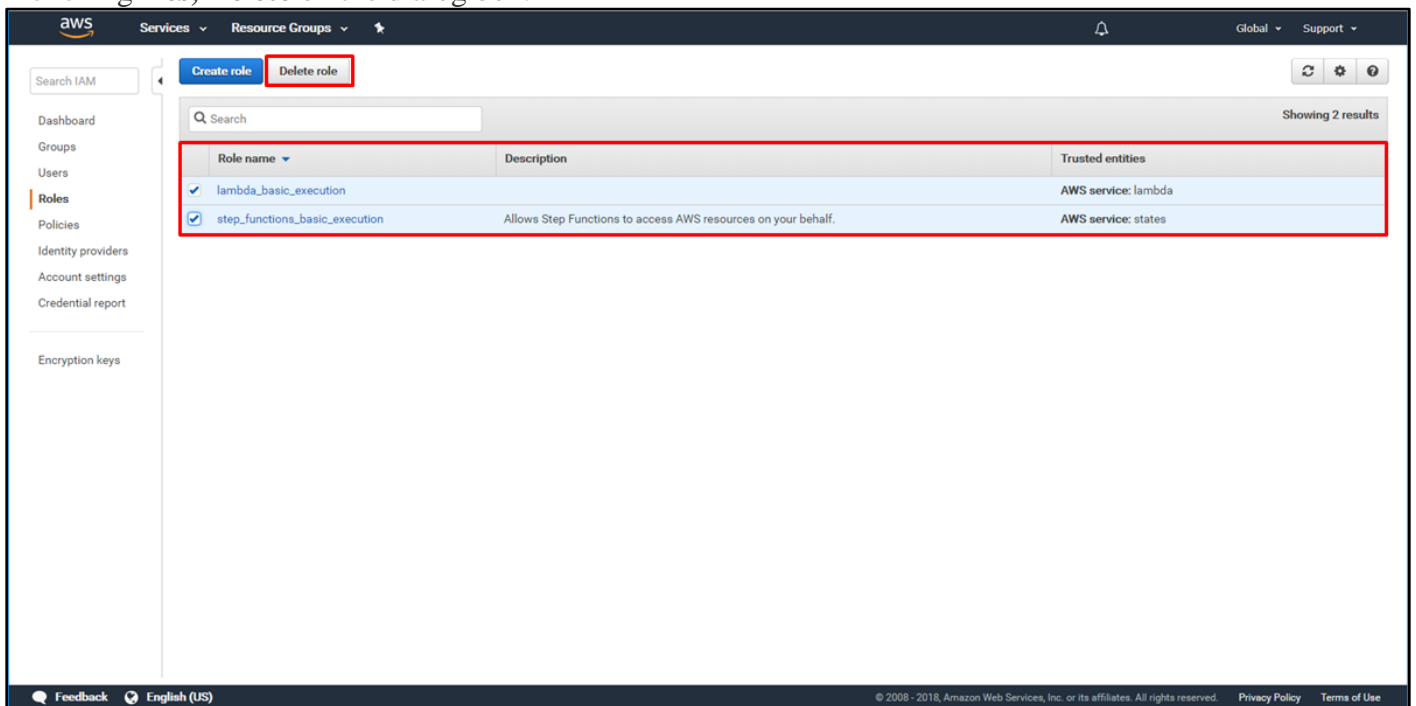 aws Services Resource Groups Global Support
Search IAM
Create role Delete role
Dashboard
Groups
Users
Roles
Policies
Identity providers
Account settings
Credential report
Encryption keys
Search Showing 2 results
Role name Description Trusted entities
lambda_basic_execution AWS service: lambda
step_functions_basic_execution Allows Step Functions to access AWS resources on your behalf. AWS service: states
Feedback English (US) © 2008 - 2018, Amazon Web Services, Inc. or its affiliates. All rights reserved. Privacy Policy Terms of Use